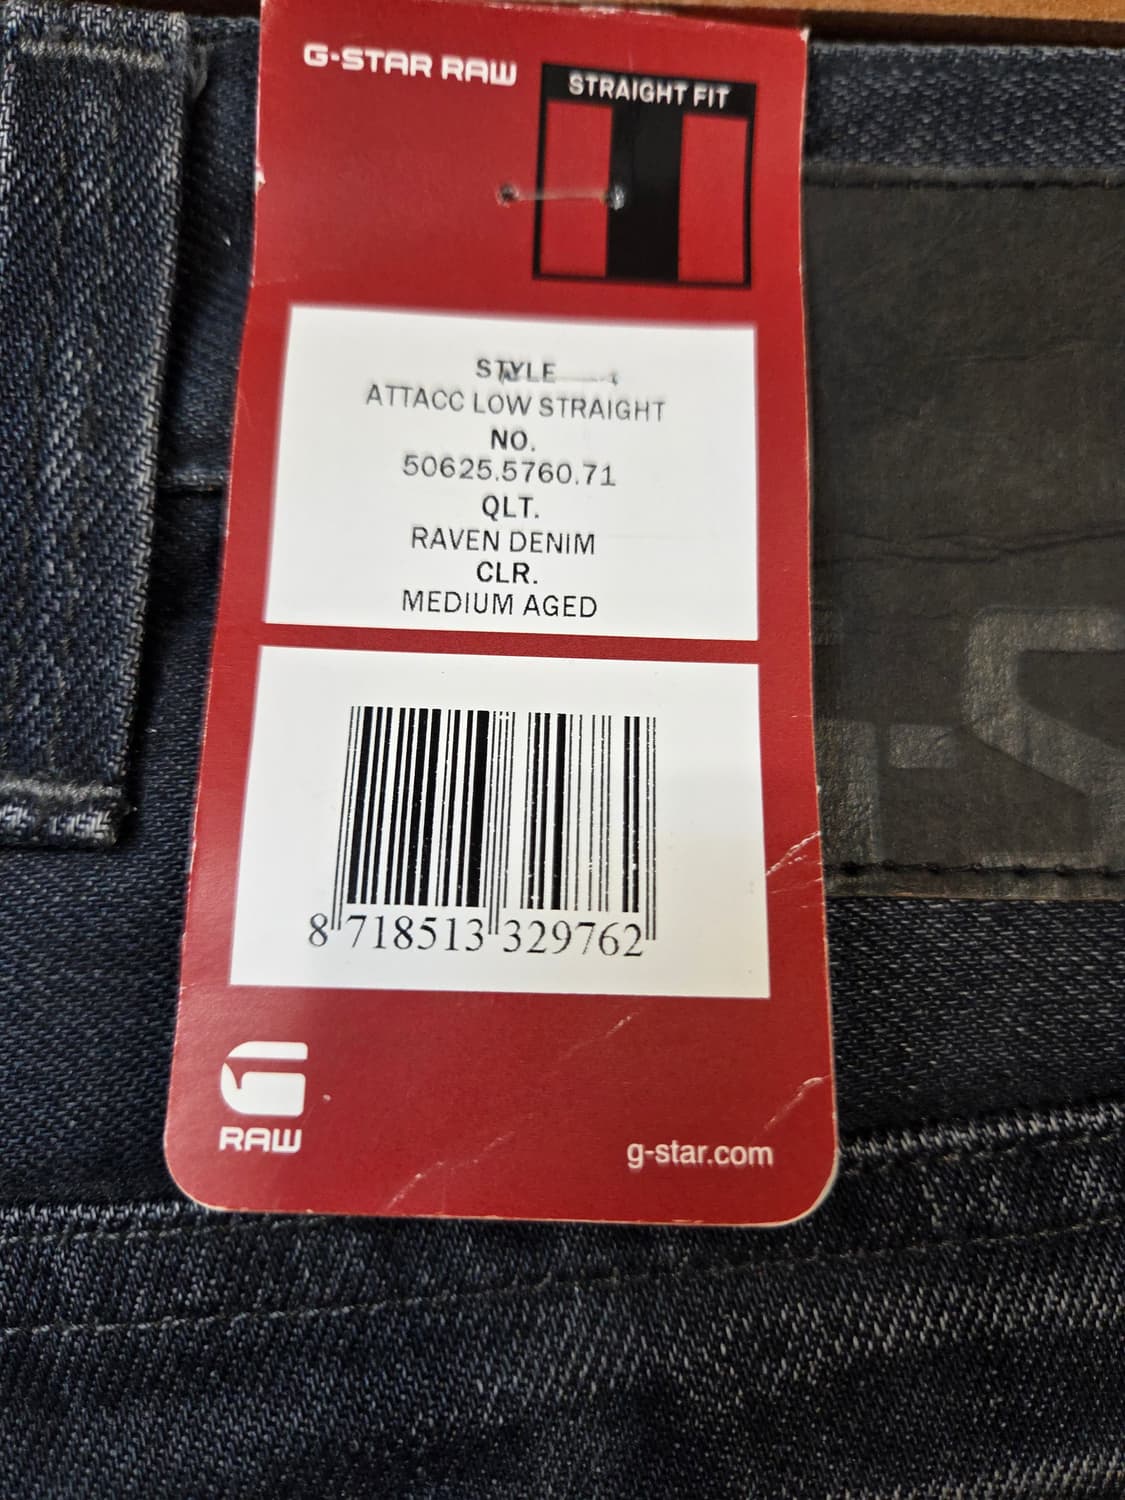 G-STAR RAW
STRAIGHT FIT
STYLE
ATTACC LOW STRAIGHT
NO.
50625.5760.71
QLT.
RAVEN DENIM
CLR.
MEDIUM AGED
8 718513 329762
RAW
g-star.com